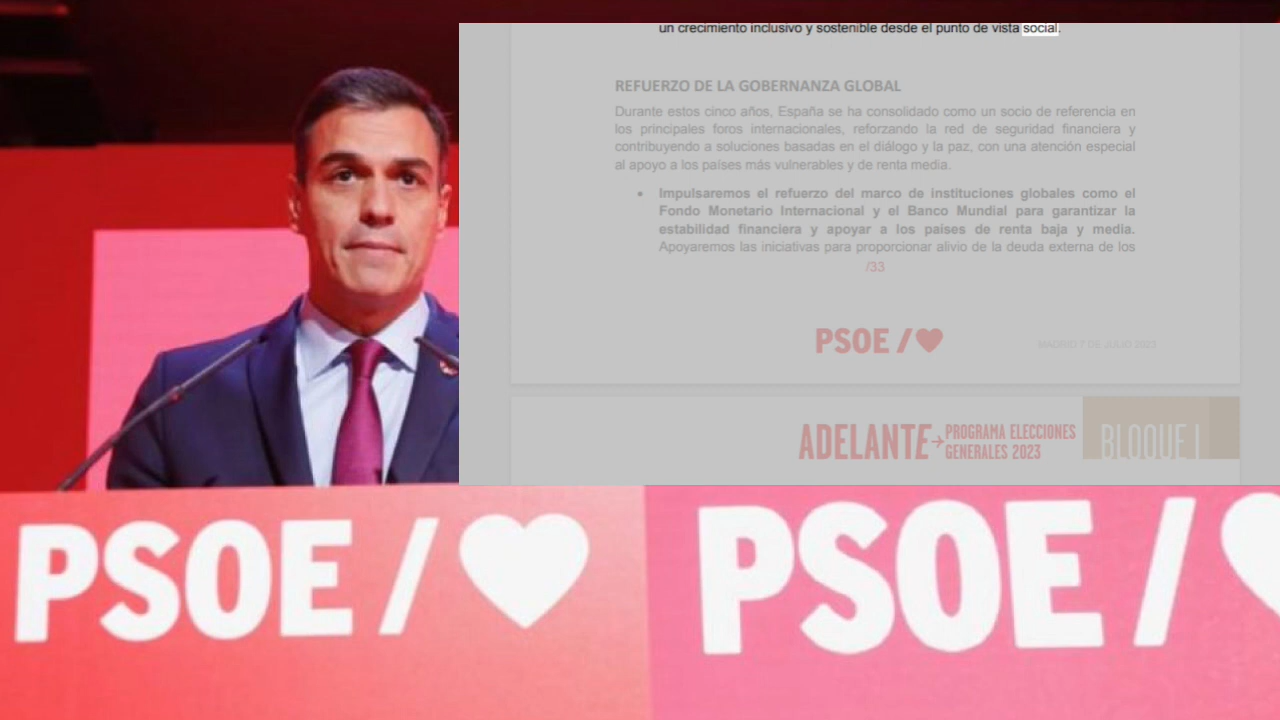 un crecimiento inclusivo y sostenible desde el punto de vista social.
REFUERZO DE LA GOBERNANZA GLOBAL
Durante estos cinco años, España se ha consolidado como un socio de referencia en
los principales foros internacionales, reforzando la red de seguridad financiera y
contribuyendo a soluciones basadas en el diálogo y la paz, con una atención especial
al apoyo a los países más vulnerables y de renta media.
• Impulsaremos el refuerzo del marco de instituciones globales como el
Fondo Monetario Internacional y el Banco Mundial para garantizar la
estabilidad financiera y apoyar a los países de renta baja y media.
Apoyaremos las iniciativas para proporcionar alivio de la deuda externa de los
/33
PSOE /
MADRID 7 DE JULIO 2023
ADELANTE→PROGRAMA ELECCIONES
GENERALES 2023
BLOQUE I
PSOE /
PSOE /